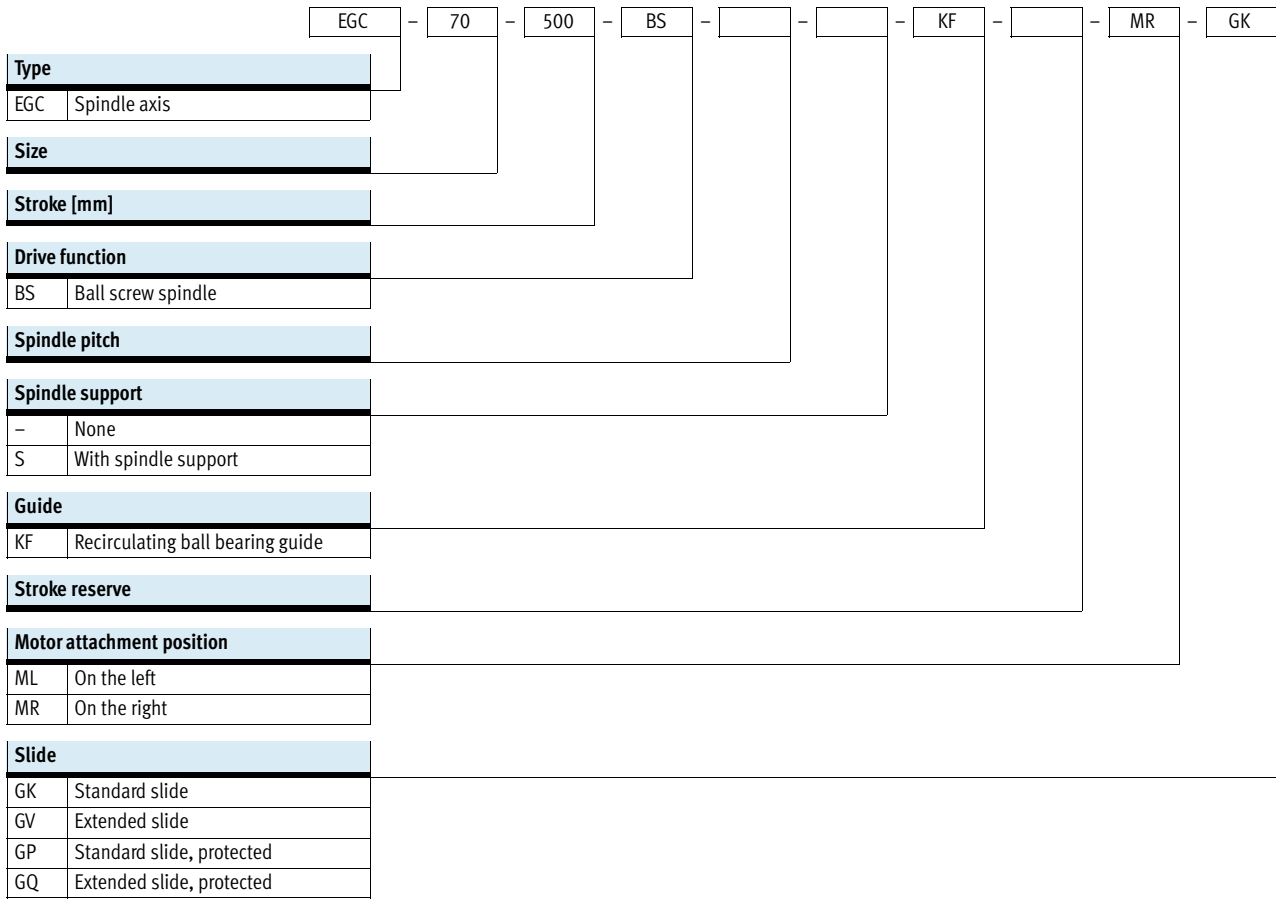 EGC – 70 – 500 – BS – – – KF – – MR – GK
Type
EGC Spindle axis
Size
Stroke [mm]
Drive function
BS Ball screw spindle
Spindle pitch
Spindle support
– None
S With spindle support
Guide
KF Recirculating ball bearing guide
Stroke reserve
Motor attachment position
ML On the left
MR On the right
Slide
GK Standard slide
GV Extended slide
GP Standard slide, protected
GQ Extended slide, protected